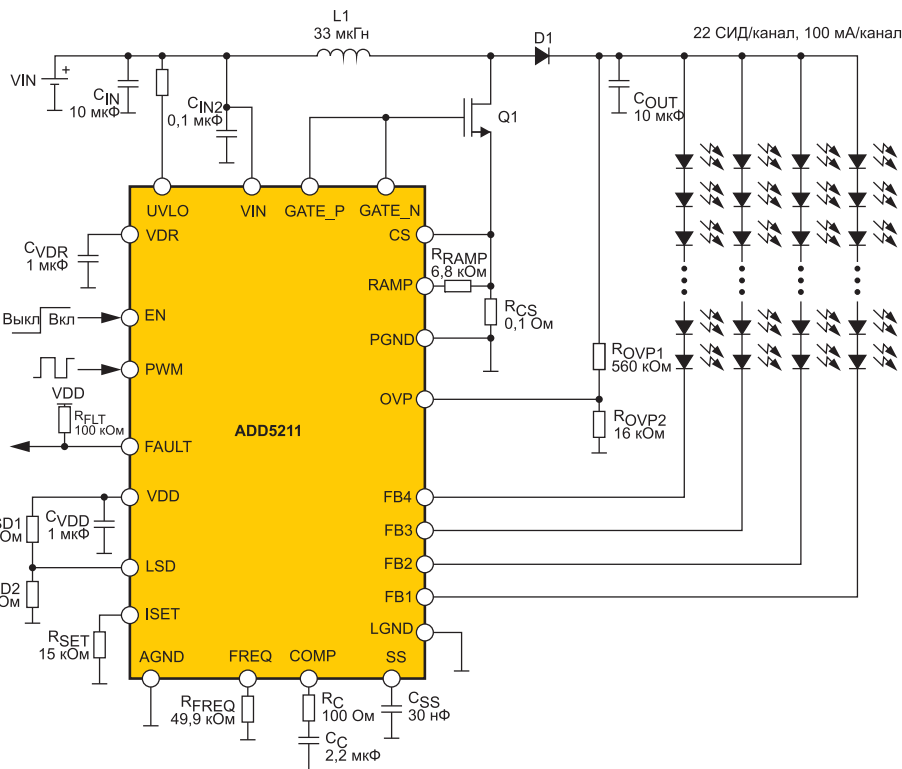 L1
33 мкГн
D1
22 СИД/канал, 100 мА/канал
VIN
+
CIN
10 мкФ
CIN2
0,1 мкФ
Q1
COUT
10 мкФ
UVLO
VIN
GATE_P
GATE_N
VDR
CS
CVDR
1 мкФ
RRAMP
6,8 кОм
RAMP
RCS
0,1 Ом
Выкл
Вкл
EN
PGND
ROVP1
560 кОм
PWM
VDD
RFLT
100 кОм
OVP
ROVP2
16 кОм
ADD5211
FAULT
VDD
FB4
CVDD
1 мкФ
SD1
Ом
FB3
LSD
FB2
D2
Ом
FB1
ISET
RSET
15 кОм
LGND
AGND
FREQ
COMP
SS
RFREQ
49,9 кОм
RC
100 Ом
CSS
30 нФ
CC
2,2 мкФ